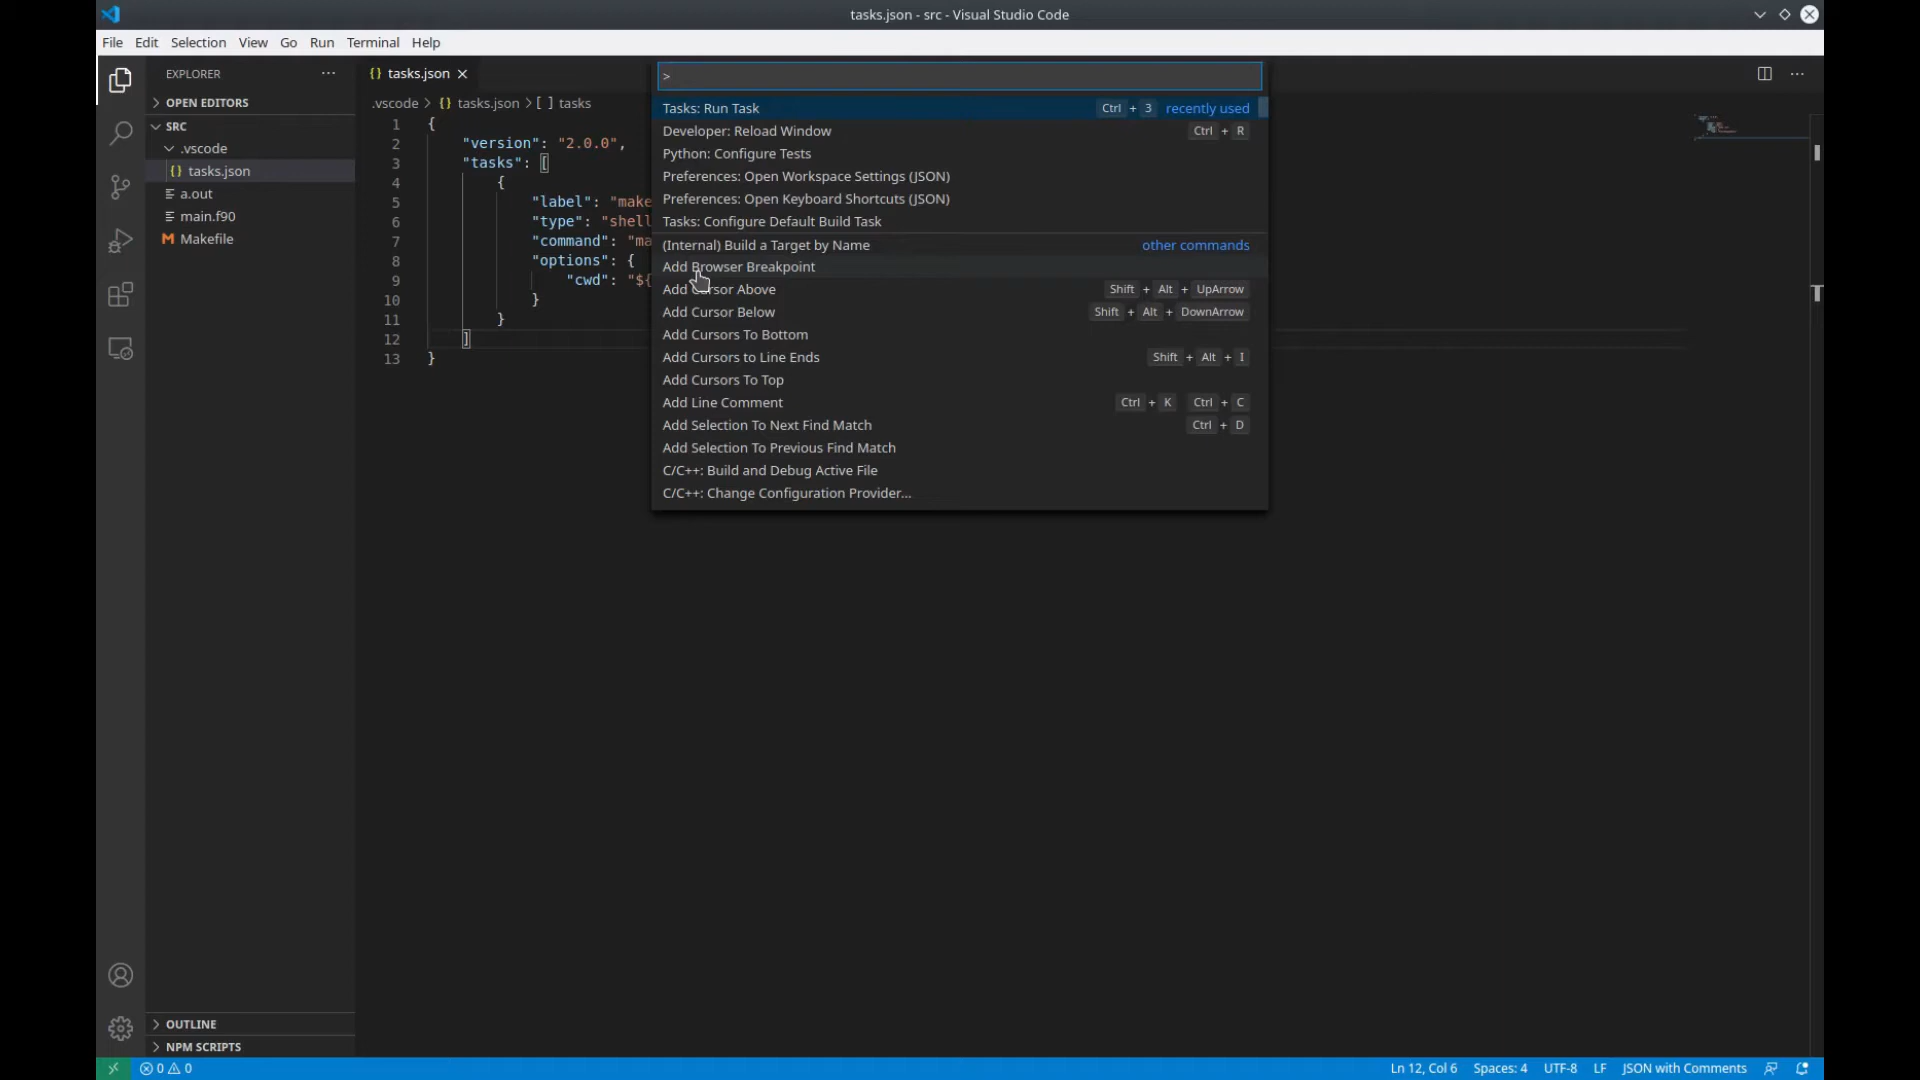 tasks.json - src - Visual Studio Code
File Edit Selection View Go Run Terminal Help
EXPLORER
OPEN EDITORS
SRC
.vscode
{} tasks.json
a.out
main.f90
M Makefile
OUTLINE
NPM SCRIPTS
{} tasks.json
.vscode > {} tasks.json > [ ] tasks
1 {
2 "version": "2.0.0",
3 "tasks": [
4 {
5 "label": "make
6 "type": "shell
7 "command": "ma
8 "options": {
9 "cwd": "${
10 }
11 }
12 ]
13 }
>
Tasks: Run Task Ctrl + 3 recently used
Developer: Reload Window Ctrl + R
Python: Configure Tests
Preferences: Open Workspace Settings (JSON)
Preferences: Open Keyboard Shortcuts (JSON)
Tasks: Configure Default Build Task
(Internal) Build a Target by Name other commands
Add Browser Breakpoint
Add Cursor Above Shift + Alt + UpArrow
Add Cursor Below Shift + Alt + DownArrow
Add Cursors To Bottom
Add Cursors to Line Ends Shift + Alt + I
Add Cursors To Top
Add Line Comment Ctrl + K Ctrl + C
Add Selection To Next Find Match Ctrl + D
Add Selection To Previous Find Match
C/C++: Build and Debug Active File
C/C++: Change Configuration Provider...
0 0 Ln 12, Col 6 Spaces: 4 UTF-8 LF JSON with Comments